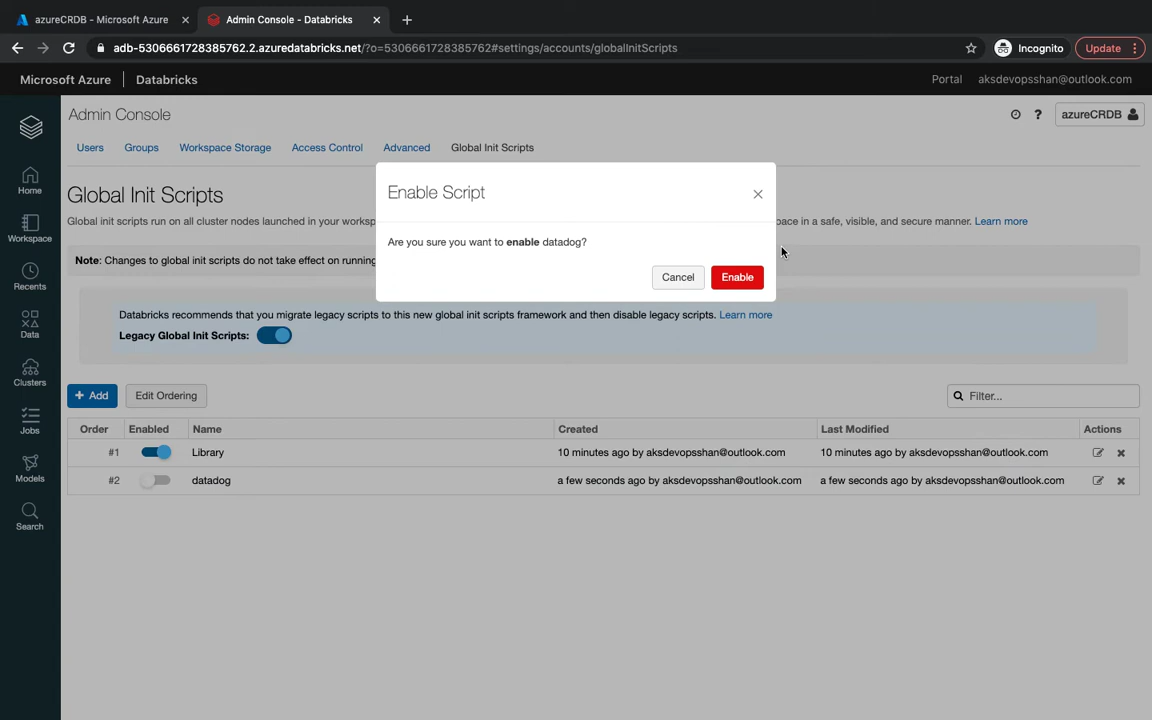 azureCRDB - Microsoft Azure
Admin Console - Databricks
adb-5306661728385762.2.azuredatabricks.net/?o=5306661728385762#settings/accounts/globalInitScripts
Incognito
Update
Microsoft Azure
Databricks
Portal
aksdevopsshan@outlook.com
Admin Console
azureCRDB
Users Groups Workspace Storage Access Control Advanced Global Init Scripts
Enable Script
Are you sure you want to enable datadog?
Cancel Enable
Global Init Scripts
Global init scripts run on all cluster nodes launched in your worksp
ace in a safe, visible, and secure manner. Learn more
Note: Changes to global init scripts do not take effect on running
Databricks recommends that you migrate legacy scripts to this new global init scripts framework and then disable legacy scripts. Learn more
Legacy Global Init Scripts:
+ Add Edit Ordering
Filter...
Order Enabled Name Created Last Modified Actions
#1 Library 10 minutes ago by aksdevopsshan@outlook.com 10 minutes ago by aksdevopsshan@outlook.com
#2 datadog a few seconds ago by aksdevopsshan@outlook.com a few seconds ago by aksdevopsshan@outlook.com
Home
Workspace
Recents
Data
Clusters
Jobs
Models
Search